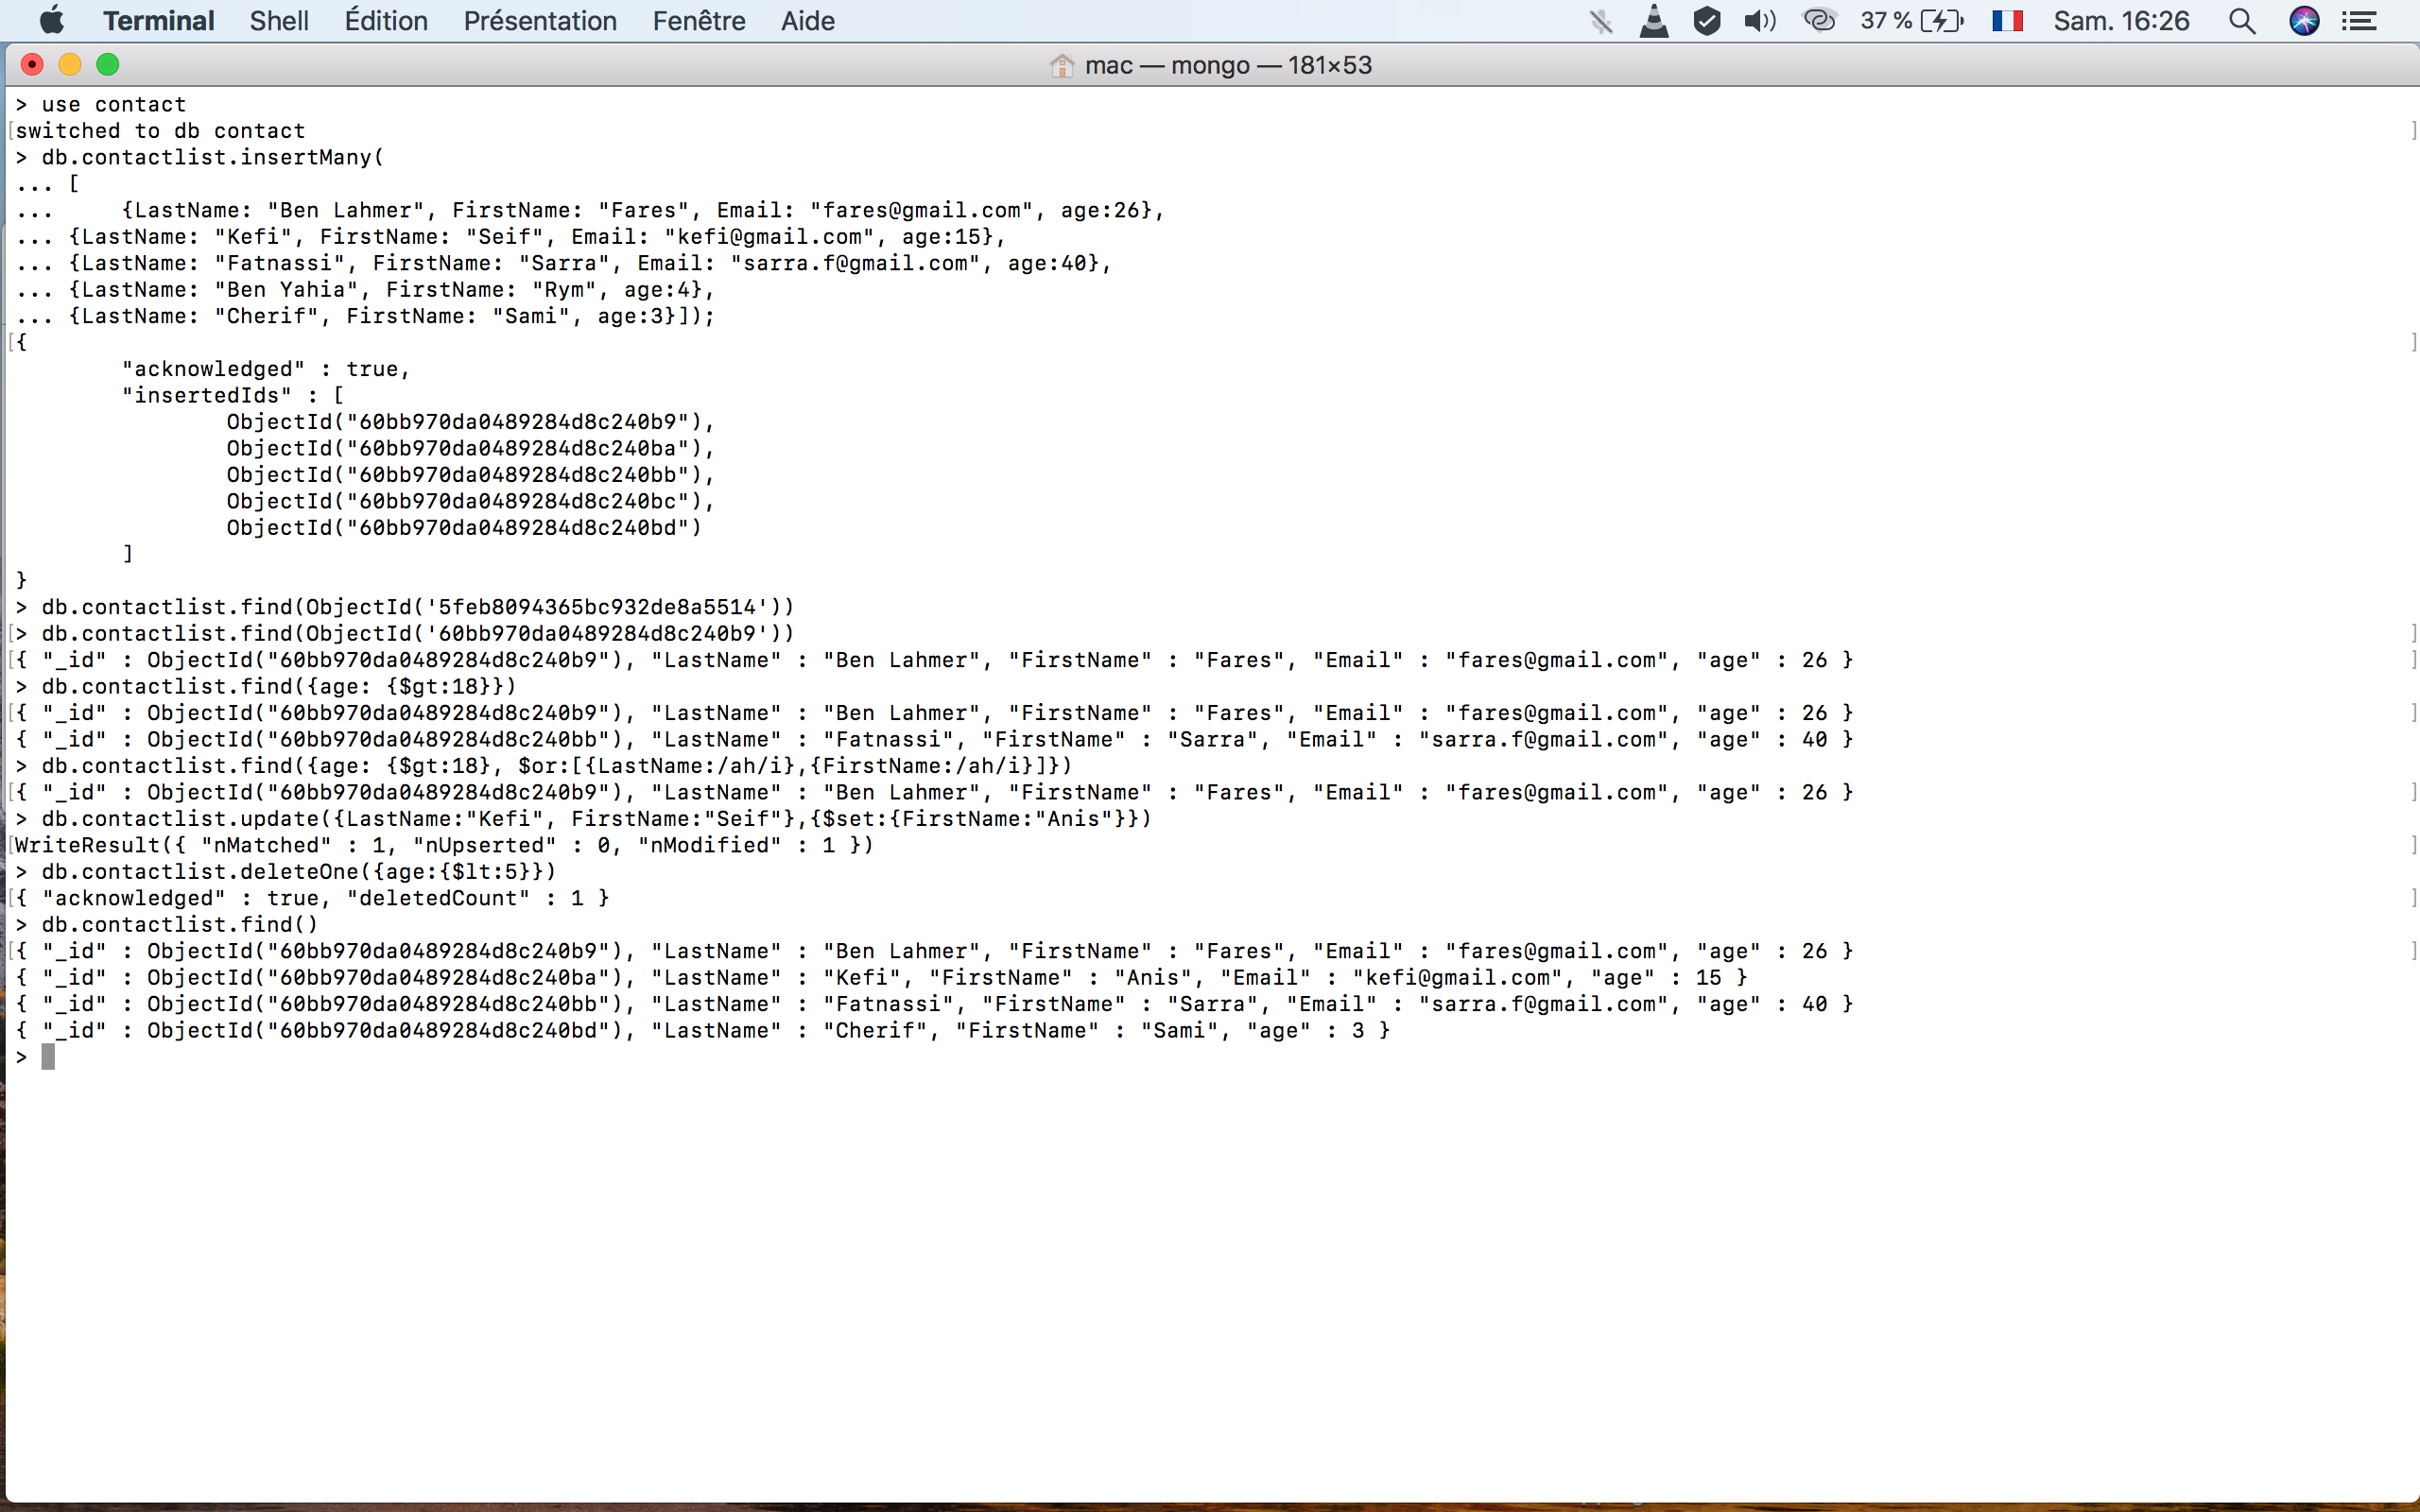 Terminal Shell Édition Présentation Fenêtre Aide 37 % Sam. 16:26
mac — mongo — 181×53
> use contact
[switched to db contact ]
> db.contactlist.insertMany(
... [
...     {LastName: "Ben Lahmer", FirstName: "Fares", Email: "fares@gmail.com", age:26},
... {LastName: "Kefi", FirstName: "Seif", Email: "kefi@gmail.com", age:15},
... {LastName: "Fatnassi", FirstName: "Sarra", Email: "sarra.f@gmail.com", age:40},
... {LastName: "Ben Yahia", FirstName: "Rym", age:4},
... {LastName: "Cherif", FirstName: "Sami", age:3}]);
[{ ]
        "acknowledged" : true,
        "insertedIds" : [
                ObjectId("60bb970da0489284d8c240b9"),
                ObjectId("60bb970da0489284d8c240ba"),
                ObjectId("60bb970da0489284d8c240bb"),
                ObjectId("60bb970da0489284d8c240bc"),
                ObjectId("60bb970da0489284d8c240bd")
        ]
}
> db.contactlist.find(ObjectId('5feb8094365bc932de8a5514'))
[> db.contactlist.find(ObjectId('60bb970da0489284d8c240b9')) ]
[{ "_id" : ObjectId("60bb970da0489284d8c240b9"), "LastName" : "Ben Lahmer", "FirstName" : "Fares", "Email" : "fares@gmail.com", "age" : 26 } ]
> db.contactlist.find({age: {$gt:18}})
[{ "_id" : ObjectId("60bb970da0489284d8c240b9"), "LastName" : "Ben Lahmer", "FirstName" : "Fares", "Email" : "fares@gmail.com", "age" : 26 } ]
{ "_id" : ObjectId("60bb970da0489284d8c240bb"), "LastName" : "Fatnassi", "FirstName" : "Sarra", "Email" : "sarra.f@gmail.com", "age" : 40 }
> db.contactlist.find({age: {$gt:18}, $or:[{LastName:/ah/i},{FirstName:/ah/i}]})
[{ "_id" : ObjectId("60bb970da0489284d8c240b9"), "LastName" : "Ben Lahmer", "FirstName" : "Fares", "Email" : "fares@gmail.com", "age" : 26 } ]
> db.contactlist.update({LastName:"Kefi", FirstName:"Seif"},{$set:{FirstName:"Anis"}})
[WriteResult({ "nMatched" : 1, "nUpserted" : 0, "nModified" : 1 }) ]
> db.contactlist.deleteOne({age:{$lt:5}})
[{ "acknowledged" : true, "deletedCount" : 1 } ]
> db.contactlist.find()
[{ "_id" : ObjectId("60bb970da0489284d8c240b9"), "LastName" : "Ben Lahmer", "FirstName" : "Fares", "Email" : "fares@gmail.com", "age" : 26 } ]
{ "_id" : ObjectId("60bb970da0489284d8c240ba"), "LastName" : "Kefi", "FirstName" : "Anis", "Email" : "kefi@gmail.com", "age" : 15 }
{ "_id" : ObjectId("60bb970da0489284d8c240bb"), "LastName" : "Fatnassi", "FirstName" : "Sarra", "Email" : "sarra.f@gmail.com", "age" : 40 }
{ "_id" : ObjectId("60bb970da0489284d8c240bd"), "LastName" : "Cherif", "FirstName" : "Sami", "age" : 3 }
>